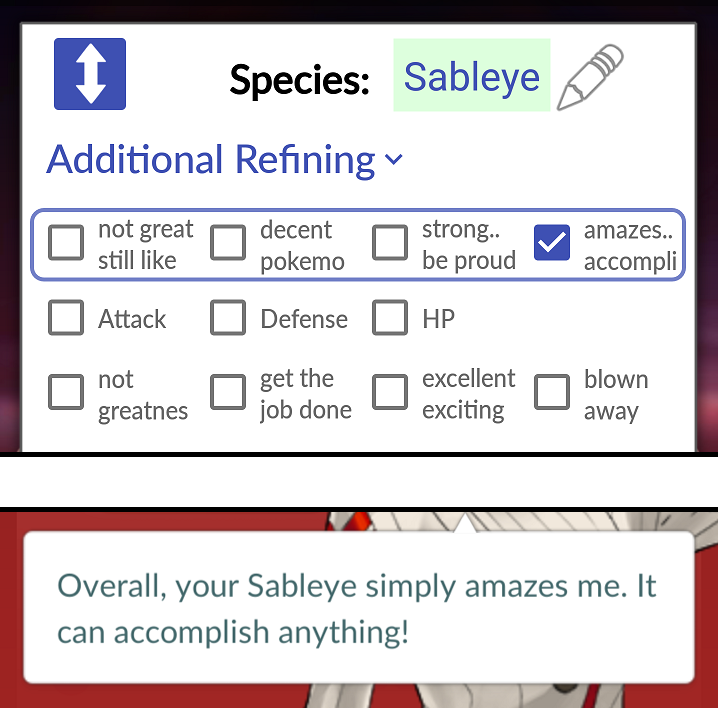 Species: Sableye
Additional Refining
not great decent strong.. amazes..
still like pokemo be proud accompli
Attack Defense HP
not get the excellent blown
greatnes job done exciting away
Overall, your Sableye simply amazes me. It
can accomplish anything!